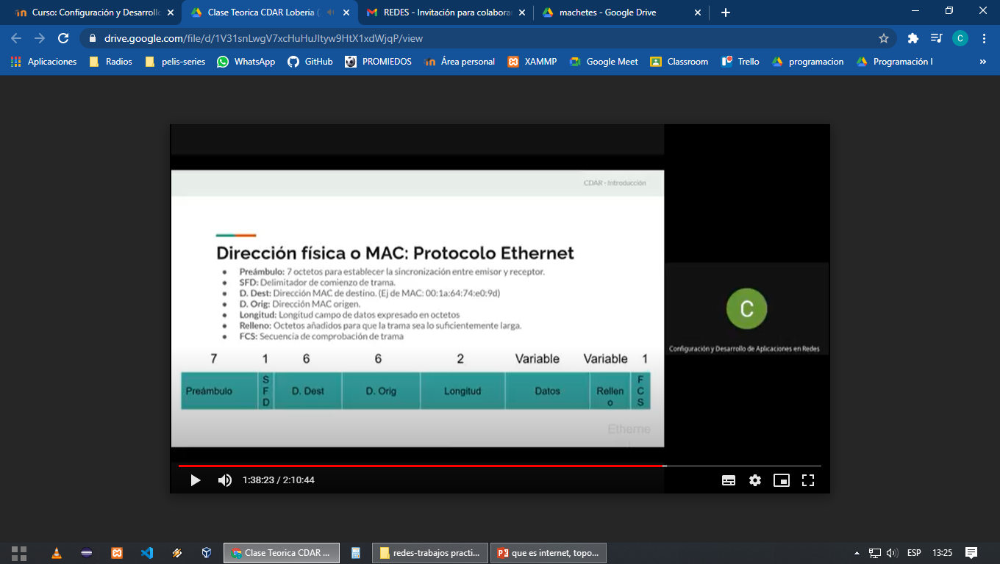 Curso: Configuración y Desarroll
Clase Teorica CDAR Loberia (
REDES - Invitación para colabora
machetes - Google Drive
drive.google.com/file/d/1V31snLwgV7xcHuHuJltyw9HtX1xdWjqP/view
C
Aplicaciones
Radios
pelis-series
WhatsApp
GitHub
PROMIEDOS
Área personal
XAMMP
Google Meet
Classroom
Trello
programacion
Programación I
»
CDAR - Introducción
Dirección física o MAC: Protocolo Ethernet
● Preámbulo: 7 octetos para establecer la sincronización entre emisor y receptor.
● SFD: Delimitador de comienzo de trama.
● D. Dest: Dirección MAC de destino. (Ej de MAC: 00:1a:64:74:e0:9d)
● D. Orig: Dirección MAC origen.
● Longitud: Longitud campo de datos expresado en octetos
● Relleno: Octetos añadidos para que la trama sea lo suficientemente larga.
● FCS: Secuencia de comprobación de trama
7 1 6 6 2 Variable Variable 1
Preámbulo
S
F
D
D. Dest
D. Orig
Longitud
Datos
Rellen
o
F
C
S
Etherne
C
Configuración y Desarrollo de Aplicaciones en Redes
1:38:23 / 2:10:44
Clase Teorica CDAR ...
redes-trabajos practi...
que es internet, topo...
ESP
13:25